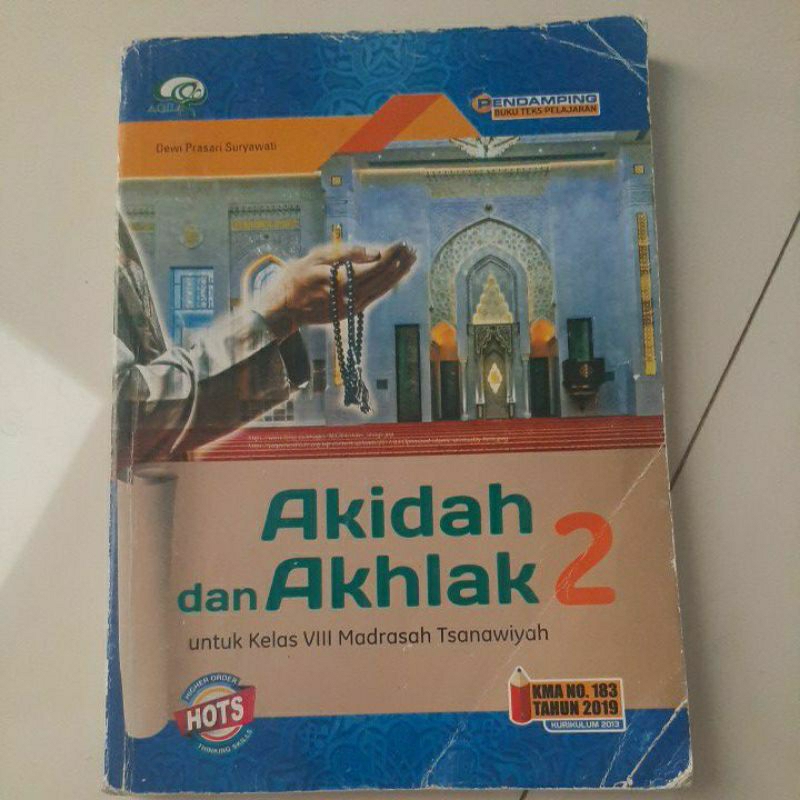 AQILA
PENDAMPING
BUKU TEKS PELAJARAN
Dewi Prasari Suryawati
Akidah
dan Akhlak 2
untuk Kelas VIII Madrasah Tsanawiyah
HIGHER ORDER
HOTS
THINKING SKILLS
KMA NO. 183
TAHUN 2019
KURIKULUM 2013